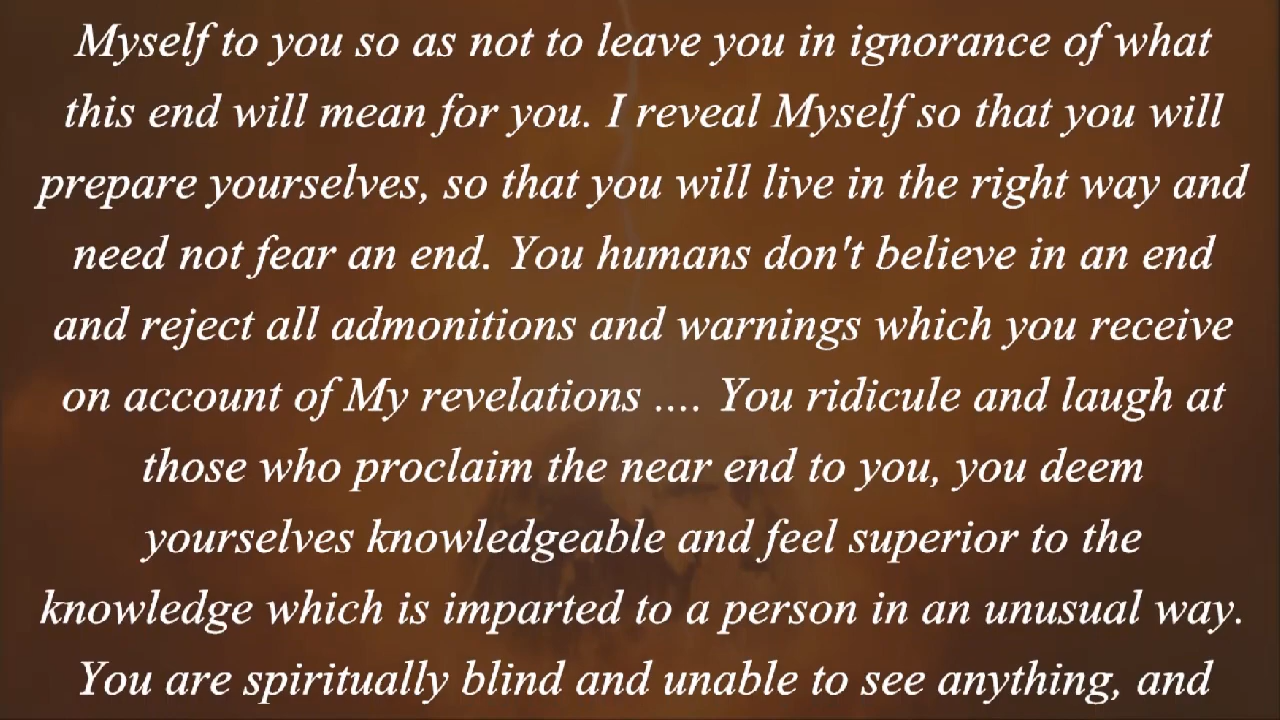 Myself to you so as not to leave you in ignorance of what
this end will mean for you. I reveal Myself so that you will
prepare yourselves, so that you will live in the right way and
need not fear an end. You humans don't believe in an end
and reject all admonitions and warnings which you receive
on account of My revelations .... You ridicule and laugh at
those who proclaim the near end to you, you deem
yourselves knowledgeable and feel superior to the
knowledge which is imparted to a person in an unusual way.
You are spiritually blind and unable to see anything, and